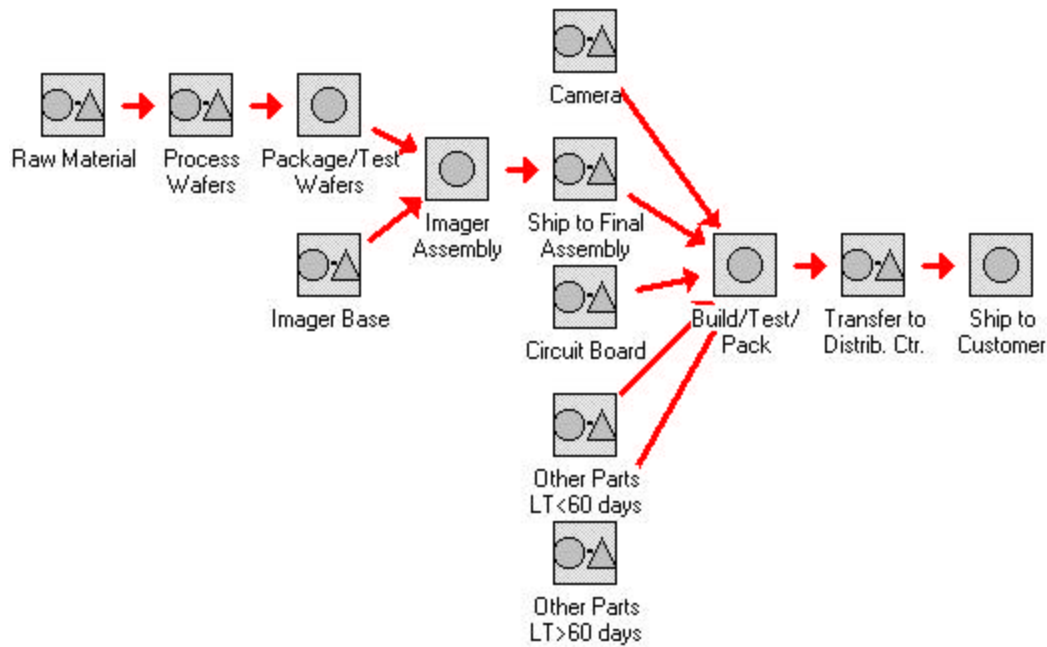 Camera
Raw Material
Process
Wafers
Package/Test
Wafers
Imager
Assembly
Ship to Final
Assembly
Imager Base
Circuit Board
Build/Test/
Pack
Transfer to
Distrib. Ctr.
Ship to
Customer
Other Parts
LT<60 days
Other Parts
LT>60 days